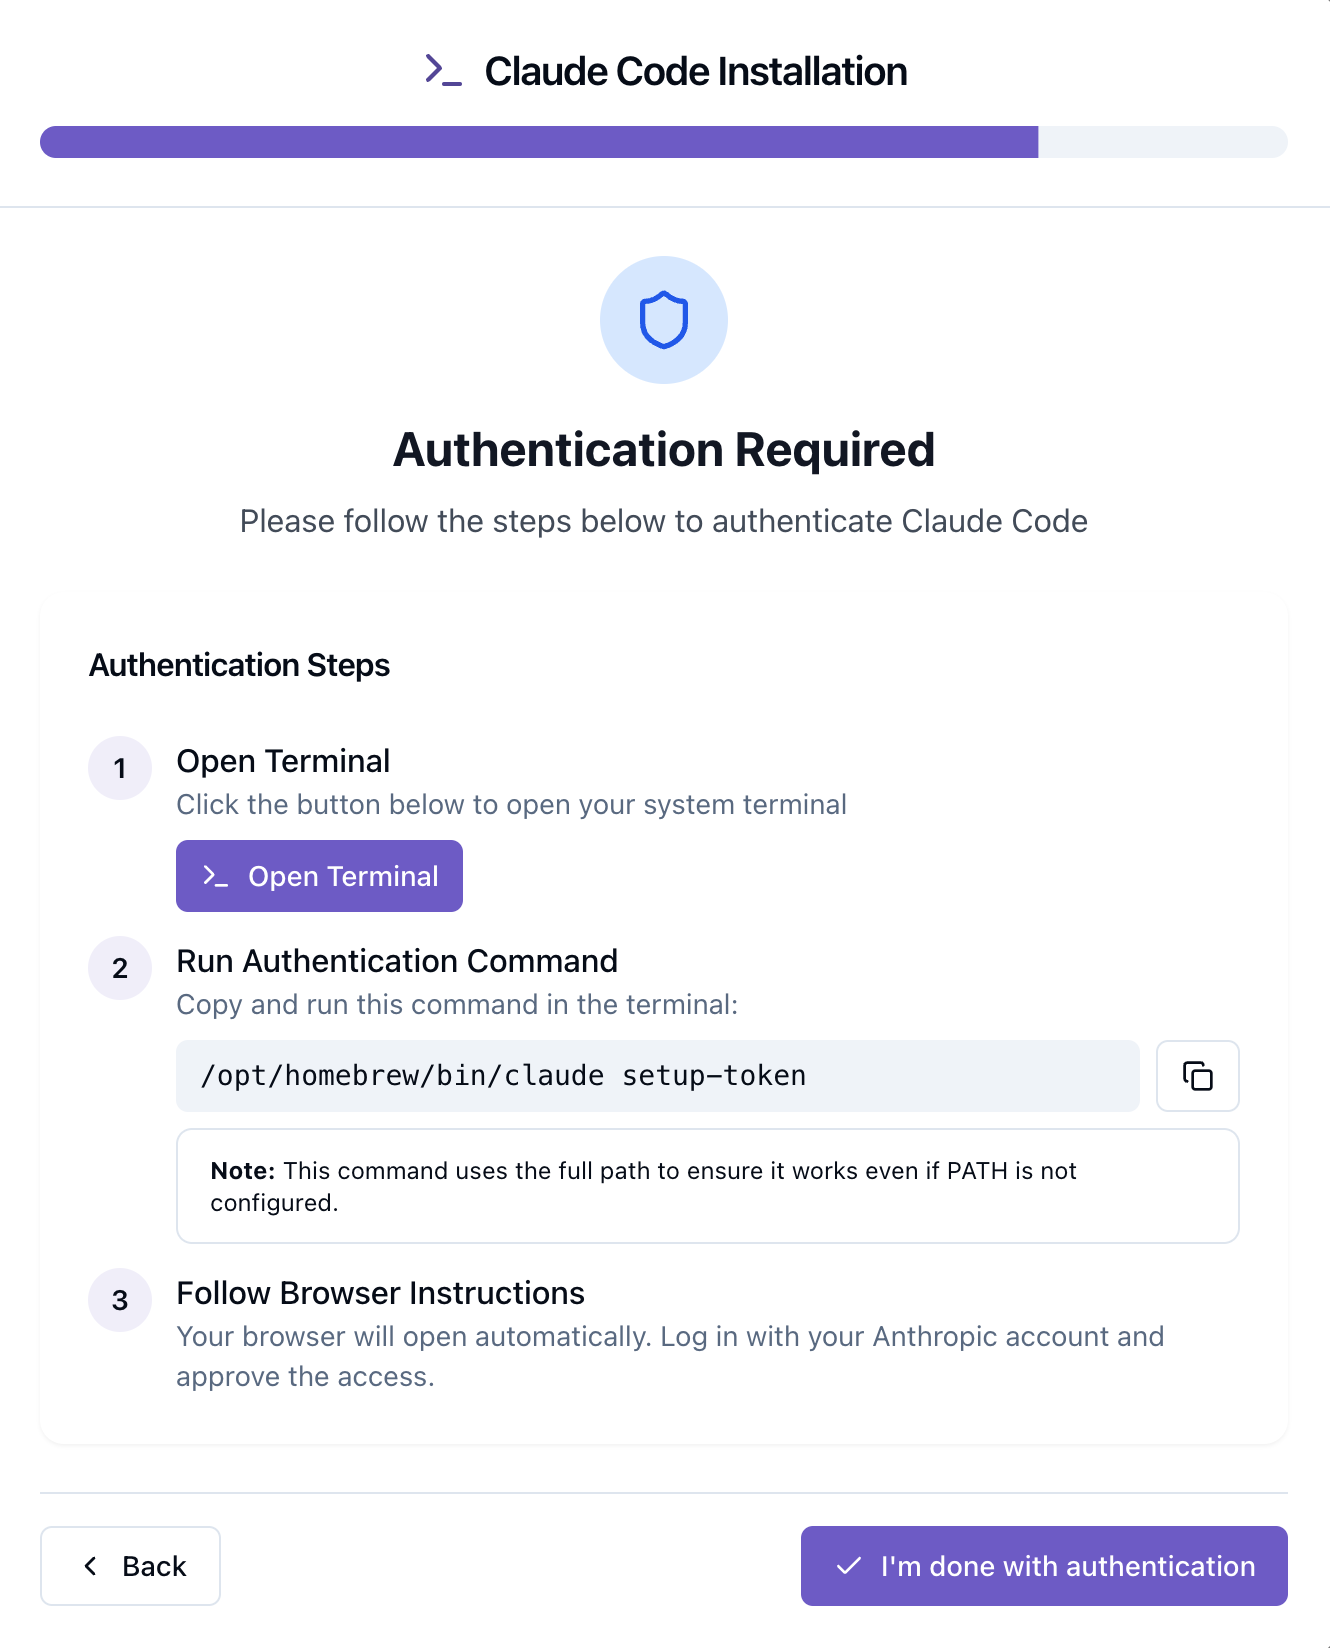 Claude Code Installation
Authentication Required
Please follow the steps below to authenticate Claude Code
Authentication Steps
1
Open Terminal
Click the button below to open your system terminal
Open Terminal
2
Run Authentication Command
Copy and run this command in the terminal:
/opt/homebrew/bin/claude setup-token
Note: This command uses the full path to ensure it works even if PATH is not
configured.
3
Follow Browser Instructions
Your browser will open automatically. Log in with your Anthropic account and
approve the access.
Back
I'm done with authentication